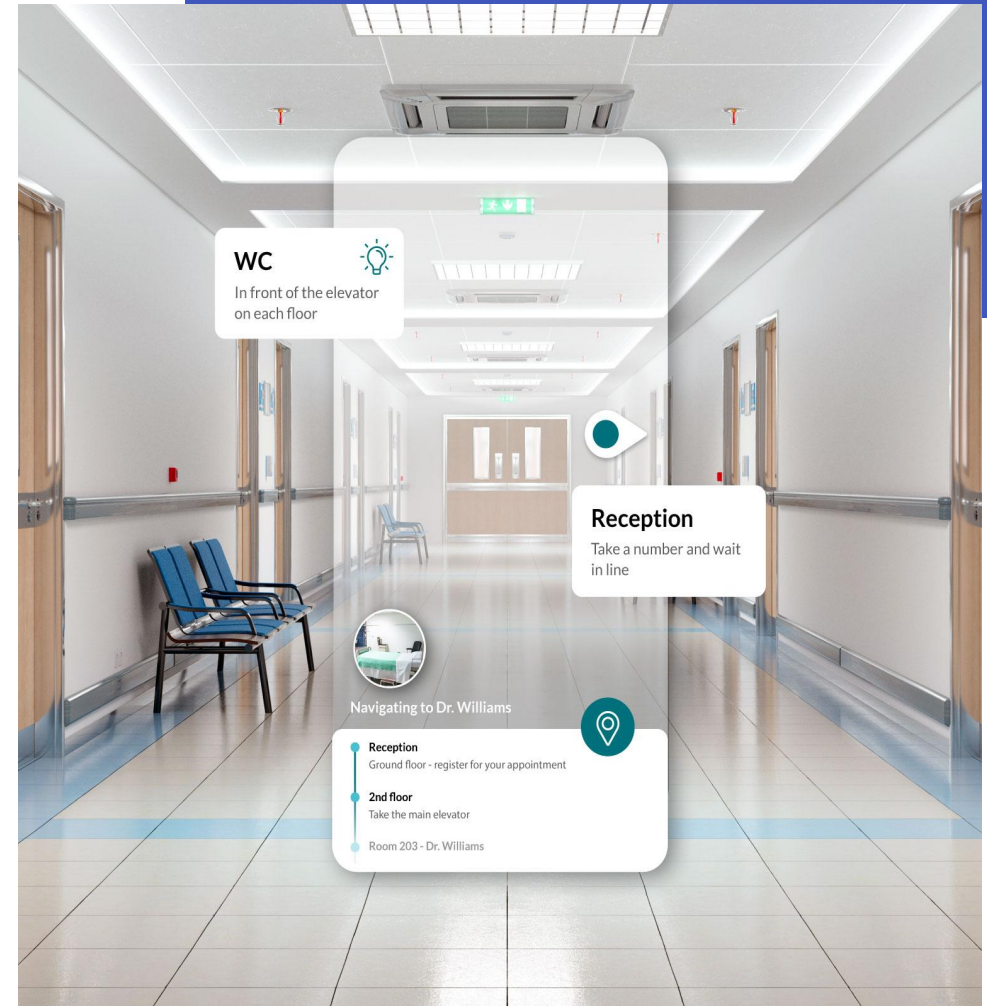 WC
In front of the elevator
on each floor
Reception
Take a number and wait
in line
Navigating to Dr. Williams
Reception
Ground floor - register for your appointment
2nd floor
Take the main elevator
Room 203 - Dr. Williams